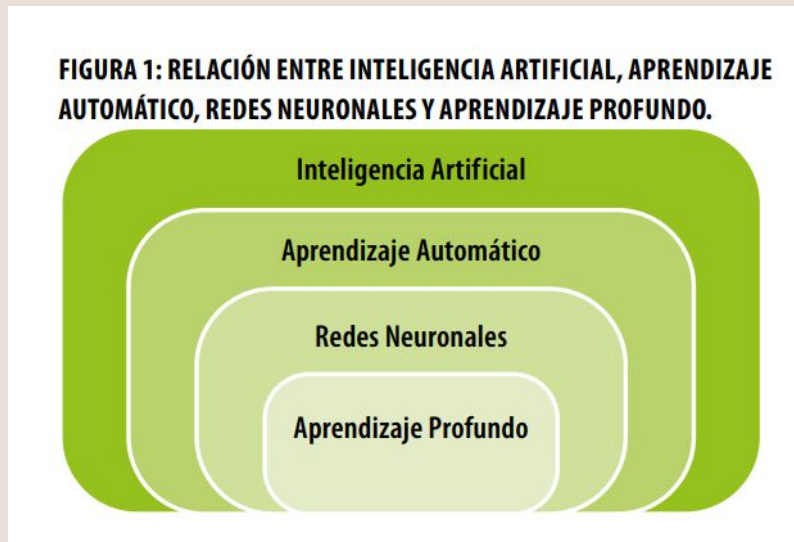 FIGURA 1: RELACIÓN ENTRE INTELIGENCIA ARTIFICIAL, APRENDIZAJE
AUTOMÁTICO, REDES NEURONALES Y APRENDIZAJE PROFUNDO.
Inteligencia Artificial
Aprendizaje Automático
Redes Neuronales
Aprendizaje Profundo